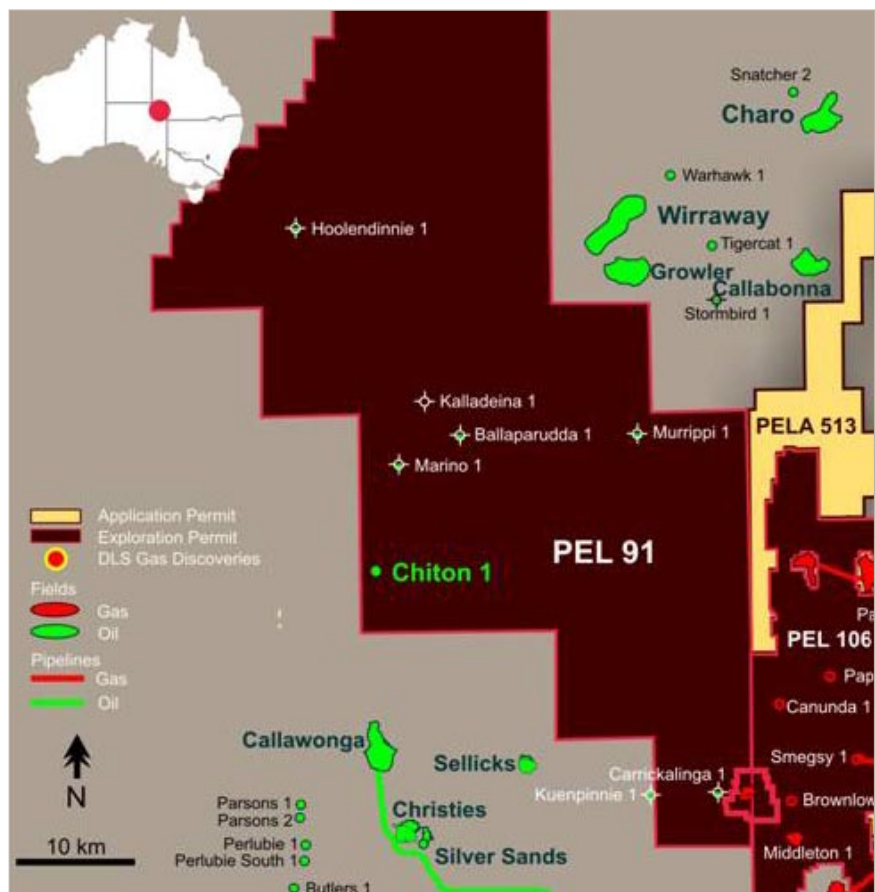 Snatcher 2
Charo
Warhawk 1
Wirraway
Hoolendinnie 1
Tigercat 1
Growler
Callabonna
Stormbird 1
Kalladeina 1
PELA 513
Ballaparudda 1
Murrippi 1
Marino 1
Application Permit
Exploration Permit
DLS Gas Discoveries
Fields
Gas
Oil
Pipelines
Gas
Oil
N
10 km
PEL 91
Chiton 1
Pa
PEL 106
Pap
Canunda 1
Callawonga
Sellicks
Smegsy 1
Carrickalinga 1
Kuenpinnie 1
Brownlow
Parsons 1
Parsons 2
Christies
Perlubie 1
Perlubie South 1
Silver Sands
Middleton 1
Butlers 1